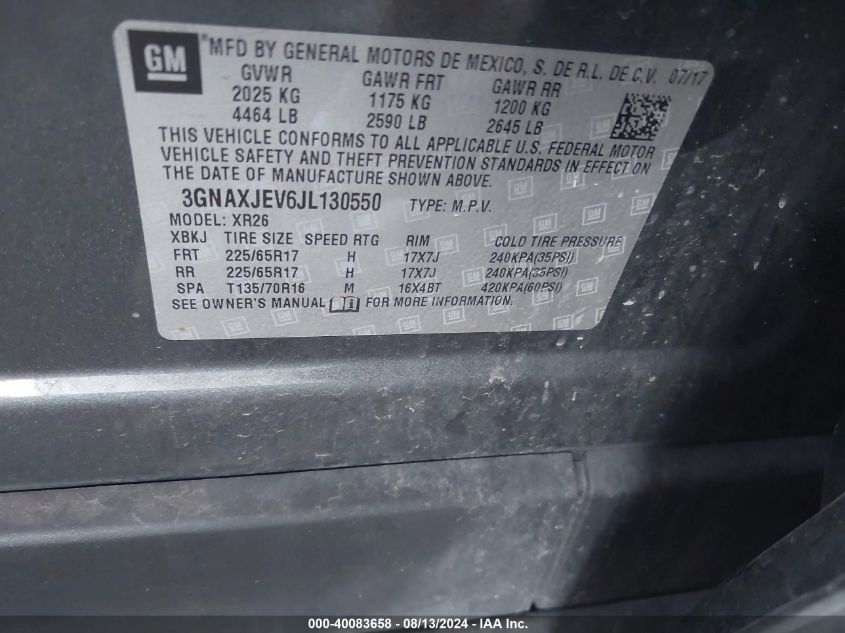 GM ®MFD BY GENERAL MOTORS DE MEXICO, S. DE R.L. DE C.V. 07/17
GVWR GAWR FRT GAWR RR
2025 KG 1175 KG 1200 KG
4464 LB 2590 LB 2645 LB
THIS VEHICLE CONFORMS TO ALL APPLICABLE U.S. FEDERAL MOTOR
VEHICLE SAFETY AND THEFT PREVENTION STANDARDS IN EFFECT ON
THE DATE OF MANUFACTURE SHOWN ABOVE.
3GNAXJEV6JL130550 TYPE: M.P.V.
MODEL: XR26
XBKJ TIRE SIZE SPEED RTG RIM COLD TIRE PRESSURE
FRT 225/65R17 H 17X7J 240KPA(35PSI)
RR 225/65R17 H 17X7J 240KPA(35PSI)
SPA T135/70R16 M 16X4BT 420KPA(60PSI)
SEE OWNER'S MANUAL FOR MORE INFORMATION.
000-40083658 - 08/13/2024 - IAA Inc.